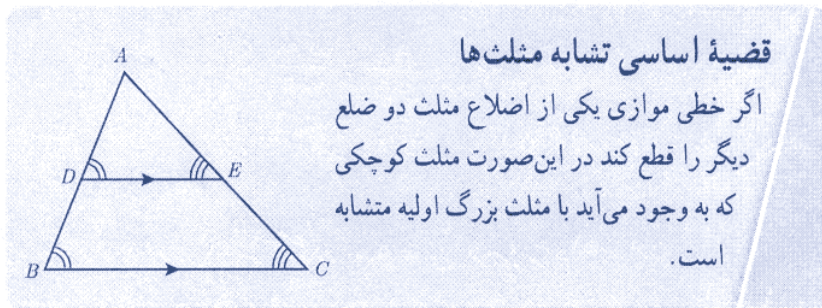 قضیهٔ اساسی تشابه مثلث‌ها
اگر خطی موازی یکی از اضلاع مثلث دو ضلع
دیگر را قطع کند در این‌صورت مثلث کوچکی
که به وجود می‌آید با مثلث بزرگ اولیه متشابه
است.
A
D
E
B
C